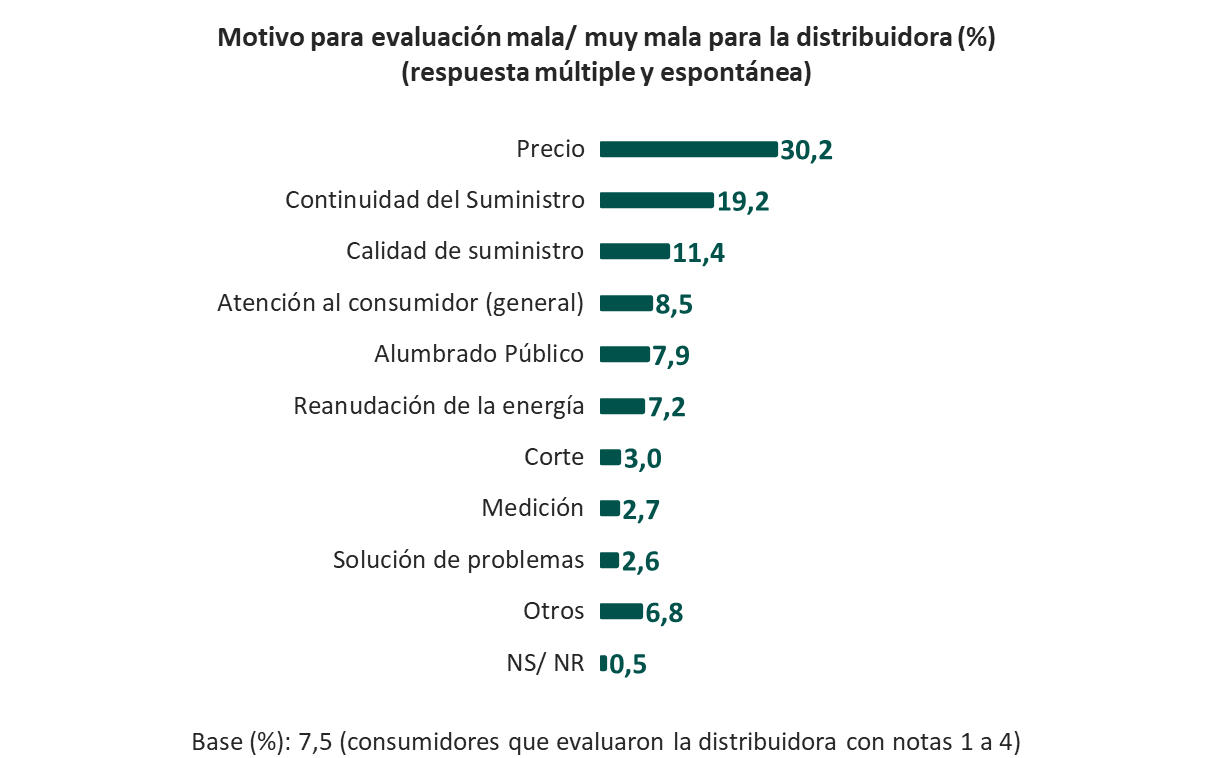 Motivo para evaluación mala/ muy mala para la distribuidora (%)
(respuesta múltiple y espontánea)
Precio 30,2
Continuidad del Suministro 19,2
Calidad de suministro 11,4
Atención al consumidor (general) 8,5
Alumbrado Público 7,9
Reanudación de la energía 7,2
Corte 3,0
Medición 2,7
Solución de problemas 2,6
Otros 6,8
NS/ NR 0,5
Base (%): 7,5 (consumidores que evaluaron la distribuidora con notas 1 a 4)